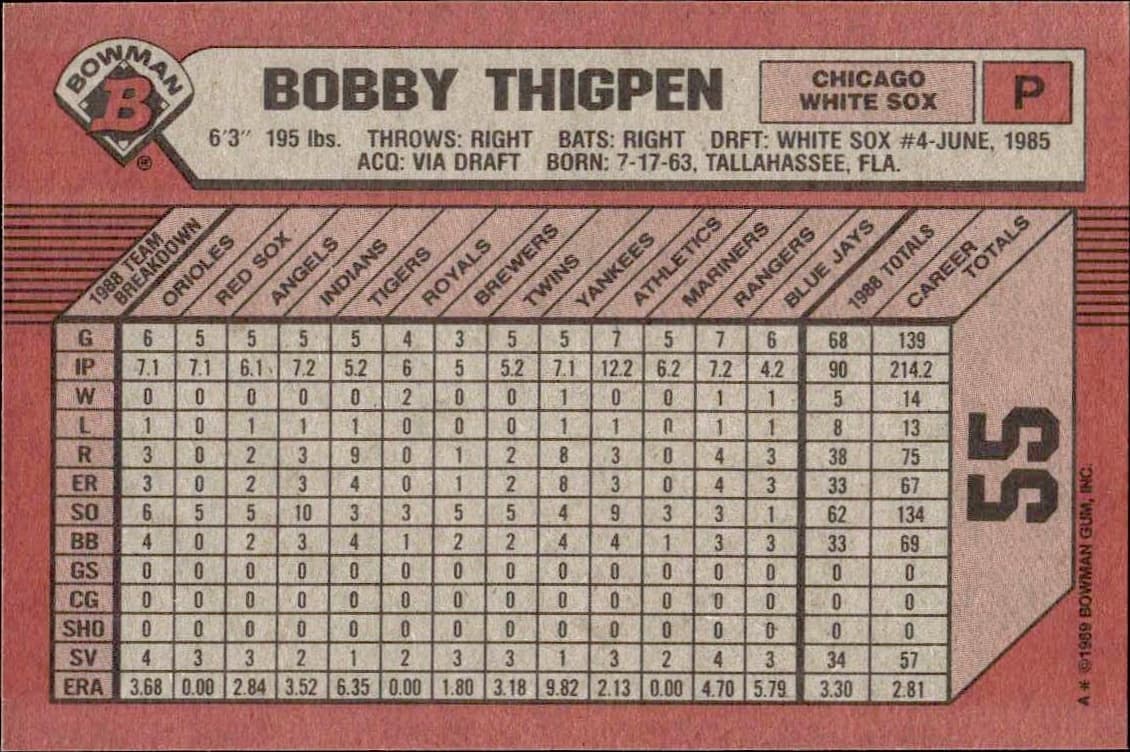 BOWMAN
B
®
BOBBY THIGPEN
CHICAGO
WHITE SOX
P
6'3" 195 lbs. THROWS: RIGHT BATS: RIGHT DRFT: WHITE SOX #4-JUNE, 1985
ACQ: VIA DRAFT BORN: 7-17-63, TALLAHASSEE, FLA.
1988 TEAM
BREAKDOWN
ORIOLES
RED SOX
ANGELS
INDIANS
TIGERS
ROYALS
BREWERS
TWINS
YANKEES
ATHLETICS
MARINERS
RANGERS
BLUE JAYS
1988 TOTALS
CAREER
TOTALS
G 6 5 5 5 5 4 3 5 5 7 5 7 6 68 139
IP 7.1 7.1 6.1 7.2 5.2 6 5 5.2 7.1 12.2 6.2 7.2 4.2 90 214.2
W 0 0 0 0 0 2 0 0 1 0 0 1 1 5 14
L 1 0 1 1 1 0 0 0 1 1 0 1 1 8 13
R 3 0 2 3 9 0 1 2 8 3 0 4 3 38 75
ER 3 0 2 3 4 0 1 2 8 3 0 4 3 33 67
SO 6 5 5 10 3 3 5 5 4 9 3 3 1 62 134
BB 4 0 2 3 4 1 2 2 4 4 1 3 3 33 69
GS 0 0 0 0 0 0 0 0 0 0 0 0 0 0 0
CG 0 0 0 0 0 0 0 0 0 0 0 0 0 0 0
SHO 0 0 0 0 0 0 0 0 0 0 0 0 0 0 0
SV 4 3 3 2 1 2 3 3 1 3 2 4 3 34 57
ERA 3.68 0.00 2.84 3.52 6.35 0.00 1.80 3.18 9.82 2.13 0.00 4.70 5.79 3.30 2.81
55
A * ©1989 BOWMAN GUM, INC.